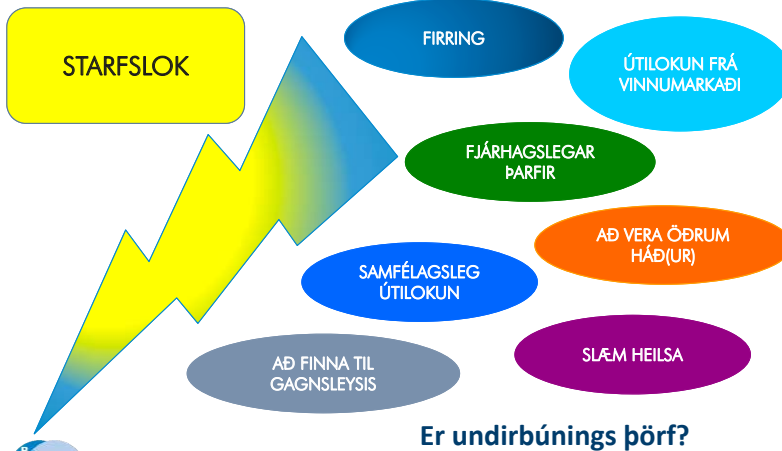 STARFSLOK
FIRRING
ÚTILOKUN FRÁ
VINNUMARKAÐI
FJÁRHAGSLEGAR
ÞARFIR
AÐ VERA ÖÐRUM
HÁÐ(UR)
SAMFÉLAGSLEG
ÚTILOKUN
SLÆM HEILSA
AÐ FINNA TIL
GAGNSLEYSIS
Er undirbúnings þörf?